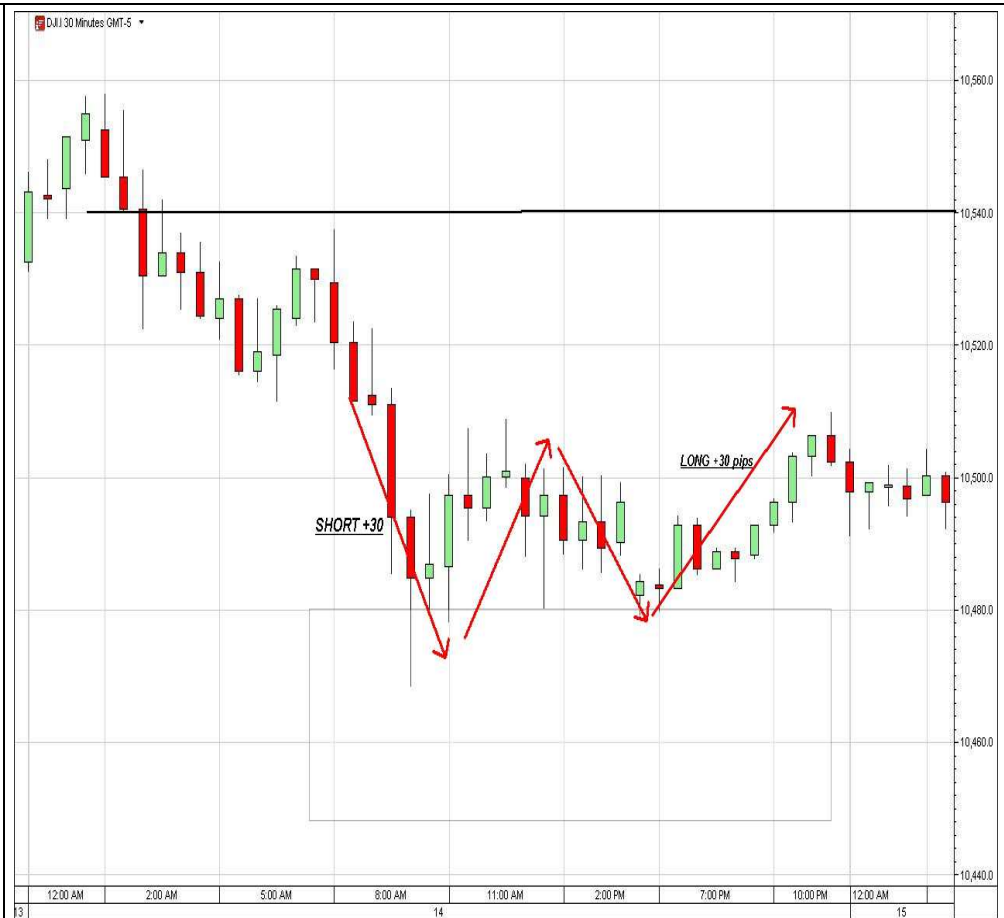 DJI.I 30 Minutes GMT-5
10,560.0
10,540.0
10,520.0
LONG +30 pips
10,500.0
SHORT +30
10,480.0
10,460.0
10,440.0
12:00 AM 2:00 AM 5:00 AM 8:00 AM 11:00 AM 2:00 PM 7:00 PM 10:00 PM 12:00 AM
13 14 15